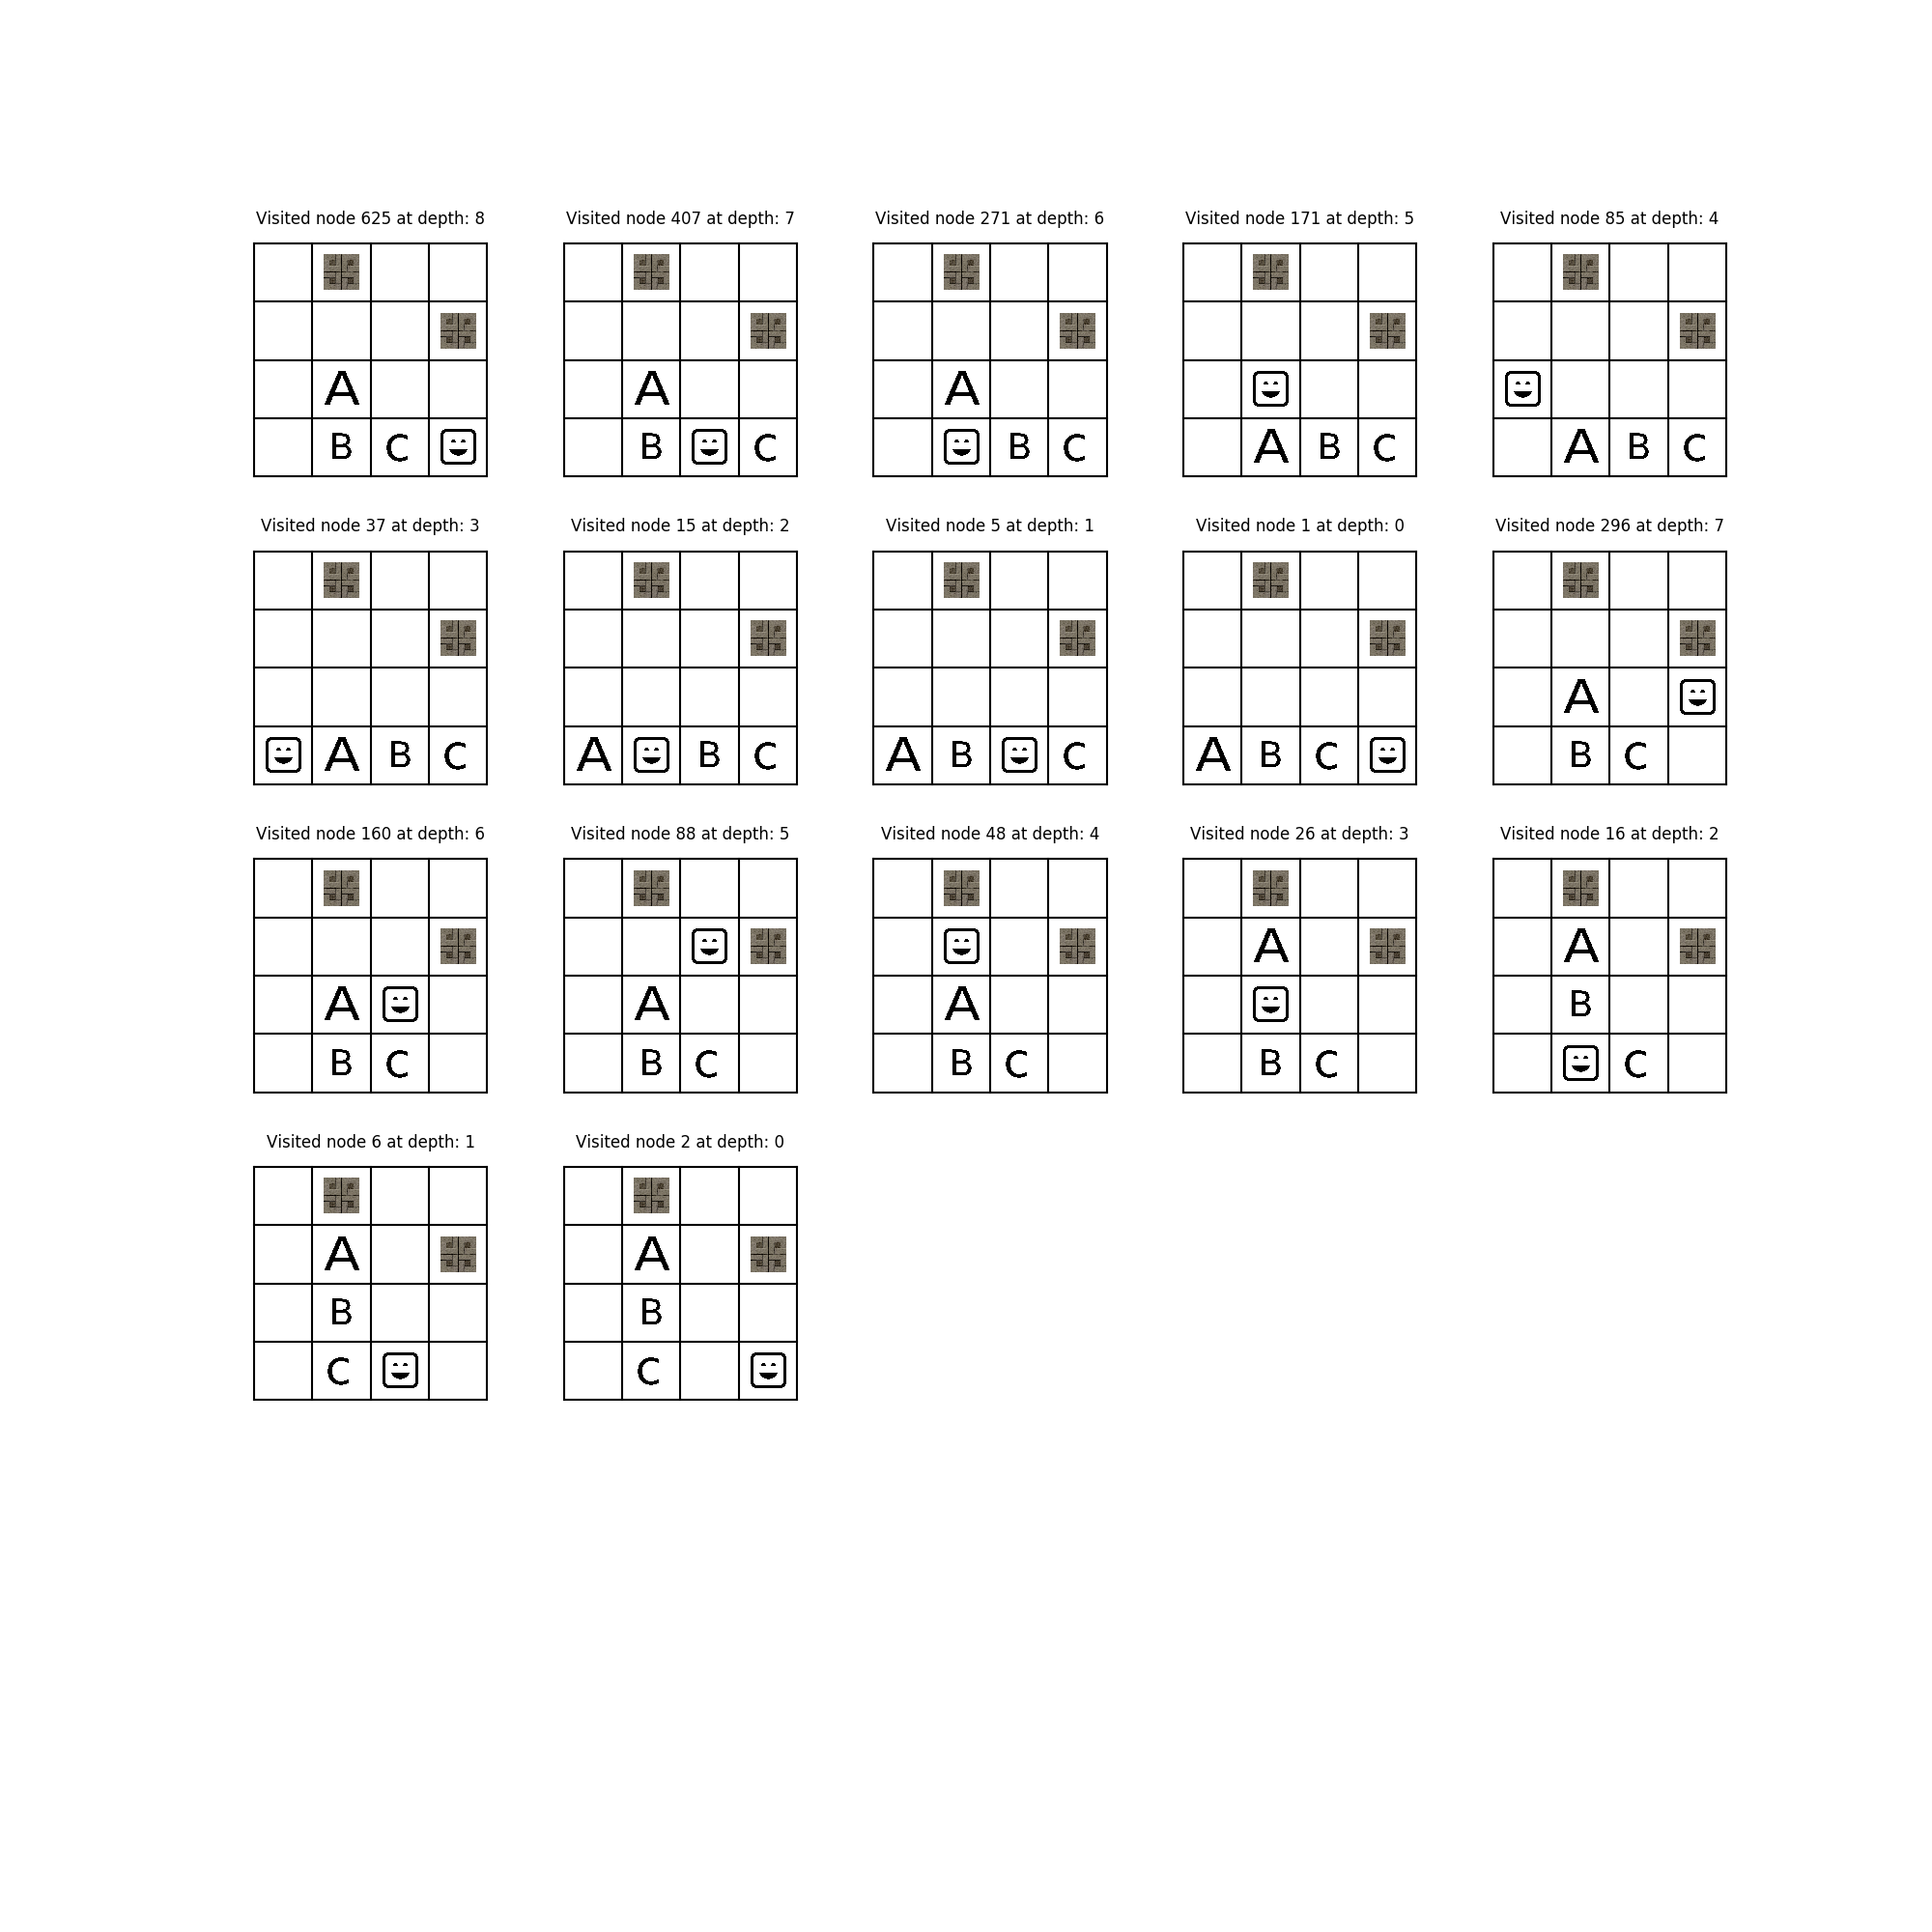 Visited node 625 at depth: 8
Visited node 407 at depth: 7
Visited node 271 at depth: 6
Visited node 171 at depth: 5
Visited node 85 at depth: 4
A
A
A
B C
B C
B C
A B C
A B C
Visited node 37 at depth: 3
Visited node 15 at depth: 2
Visited node 5 at depth: 1
Visited node 1 at depth: 0
Visited node 296 at depth: 7
A
A B C
A B C
A B C
A B C
B C
Visited node 160 at depth: 6
Visited node 88 at depth: 5
Visited node 48 at depth: 4
Visited node 26 at depth: 3
Visited node 16 at depth: 2
A
A
A
A
A
B
B C
B C
B C
B C
C
Visited node 6 at depth: 1
Visited node 2 at depth: 0
A
A
B
B
C
C